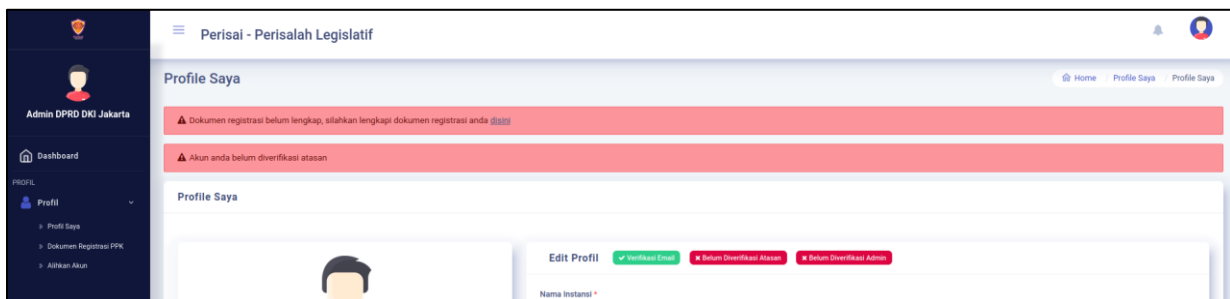 Perisai - Perisalah Legislatif
Admin DPRD DKI Jakarta
Dashboard
PROFIL
Profil
Profil Saya
Dokumen Registrasi PPK
Alihkan Akun
Profile Saya
Home / Profile Saya / Profile Saya
Dokumen registrasi belum lengkap, silahkan lengkapi dokumen registrasi anda disini
Akun anda belum diverifikasi atasan
Profile Saya
Edit Profil Verifikasi Email Belum Diverifikasi Atasan Belum Diverifikasi Admin
Nama Instansi *